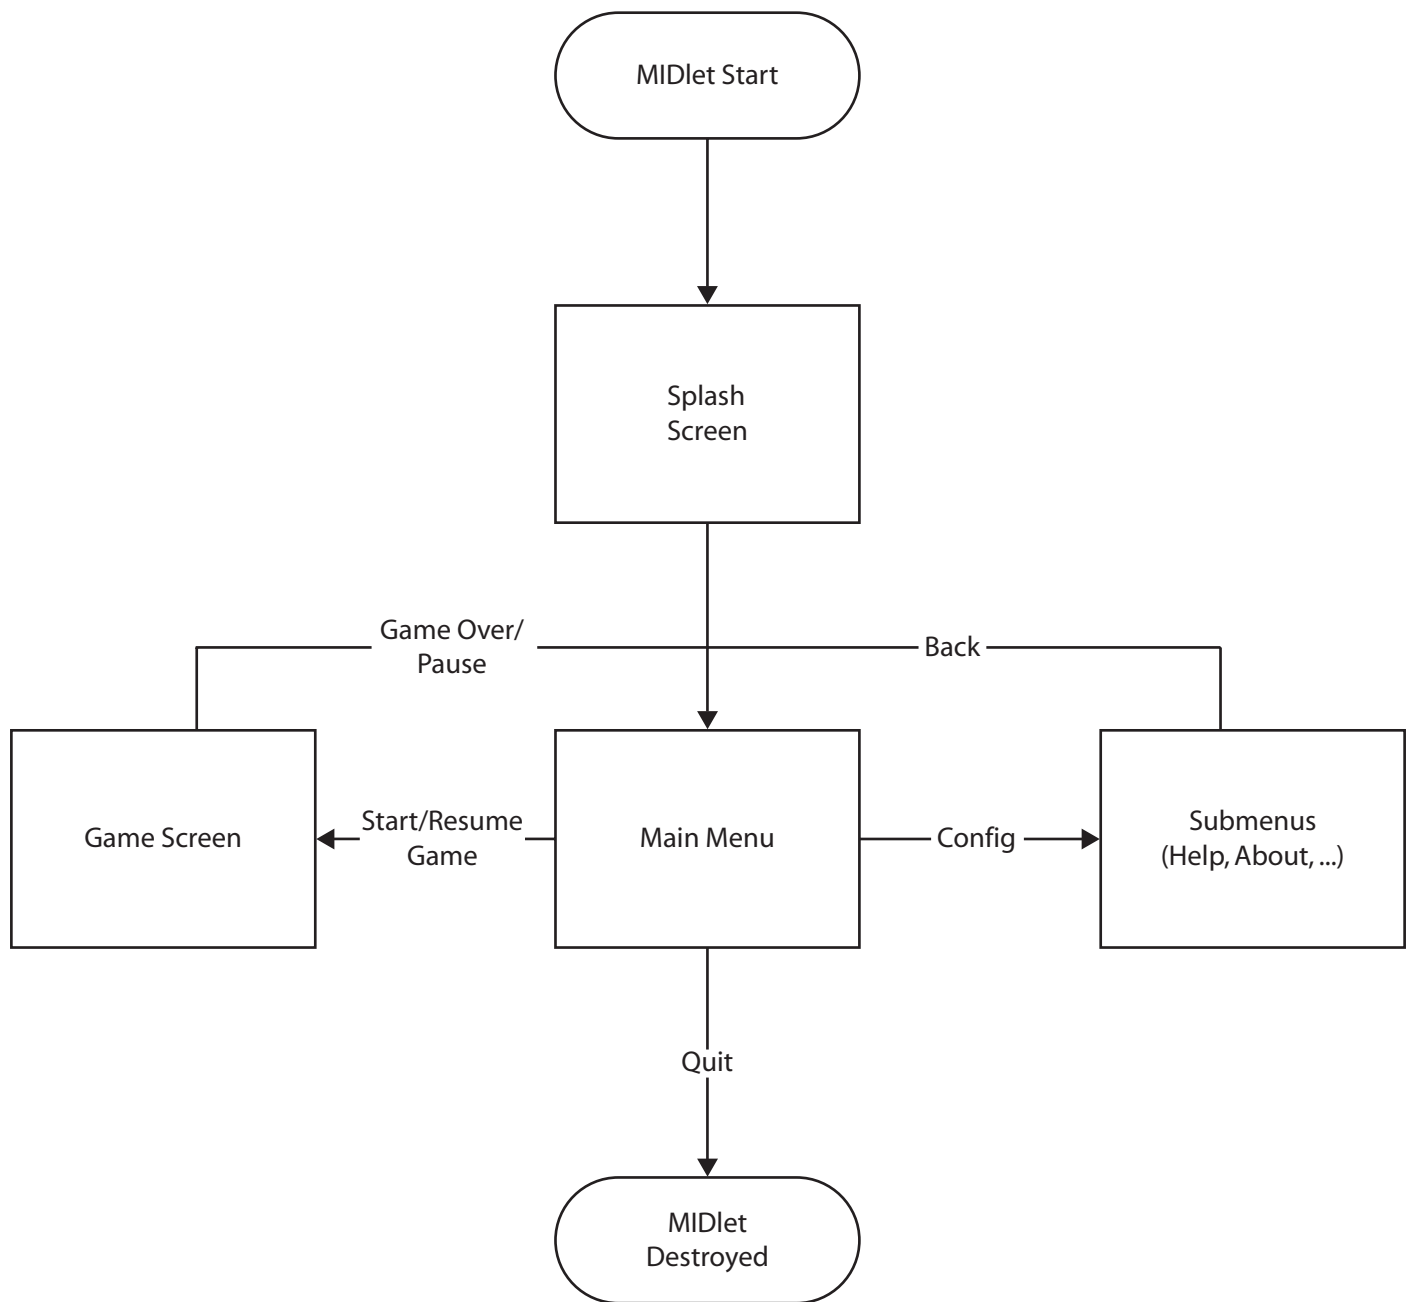 MIDlet Start
Splash
Screen
Game Over/
Pause
Back
Game Screen
Start/Resume
Game
Main Menu
Config
Submenus
(Help, About, ...)
Quit
MIDlet
Destroyed